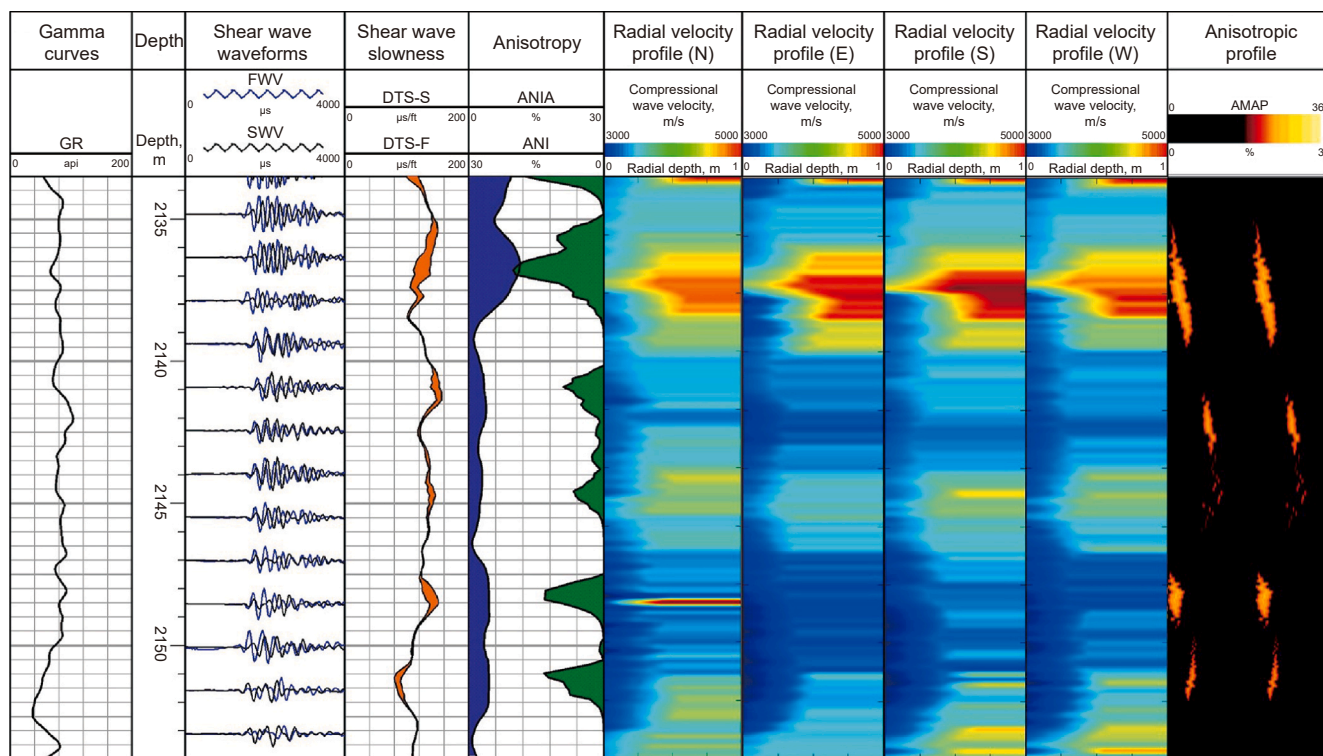 Gamma
curves
Depth
Shear wave
waveforms
Shear wave
slowness
Anisotropy
Radial velocity
profile (N)
Radial velocity
profile (E)
Radial velocity
profile (S)
Radial velocity
profile (W)
Anisotropic
profile
GR
0 api 200
Depth,
m
FWV
0 µs 4000
SWV
0 µs 4000
DTS-S
0 µs/ft 200
DTS-F
0 µs/ft 200
ANIA
0 % 30
ANI
30 % 0
Compressional
wave velocity,
m/s
3000 5000
0 Radial depth, m 1
Compressional
wave velocity,
m/s
3000 5000
0 Radial depth, m 1
Compressional
wave velocity,
m/s
3000 5000
0 Radial depth, m 1
Compressional
wave velocity,
m/s
3000 5000
0 Radial depth, m 1
0 AMAP 36
0 % 3
2135
2140
2145
2150